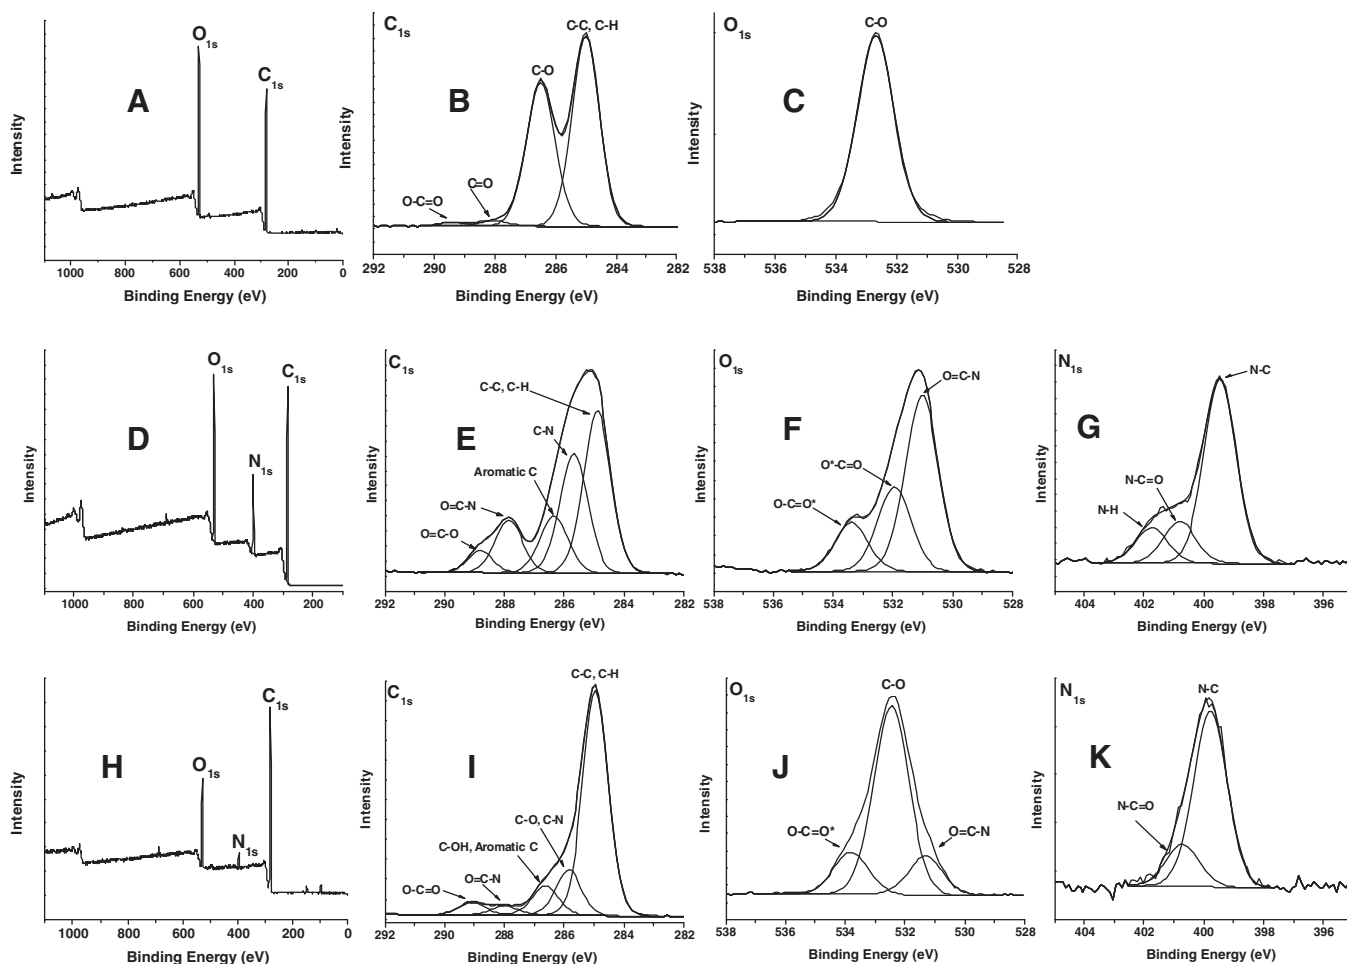 O1s
C1s
A
Intensity
1000 800 600 400 200 0
Binding Energy (eV)
C1s
C-C, C-H
C-O
B
C=O
O-C=O
Intensity
292 290 288 286 284 282
Binding Energy (eV)
O1s
C-O
C
Intensity
538 536 534 532 530 528
Binding Energy (eV)
O1s
C1s
N1s
D
Intensity
1000 800 600 400 200
Binding Energy (eV)
C1s
C-C, C-H
C-N
E
Aromatic C
O=C-N
O=C-O
Intensity
292 290 288 286 284 282
Binding Energy (eV)
O1s
O=C-N
F
O*-C=O
O-C=O*
Intensity
538 536 534 532 530 528
Binding Energy (eV)
N1s
N-C
G
N-C=O
N-H
Intensity
404 402 400 398 396
Binding Energy (eV)
C1s
O1s
H
N1s
Intensity
1000 800 600 400 200 0
Binding Energy (eV)
C-C, C-H
C1s
I
C-O, C-N
C-OH, Aromatic C
O=C-N
O-C=O
Intensity
292 290 288 286 284 282
Binding Energy (eV)
O1s
C-O
J
O-C=O*
O=C-N
Intensity
538 536 534 532 530 528
Binding Energy (eV)
N1s
N-C
K
N-C=O
Intensity
404 402 400 398 396
Binding Energy (eV)